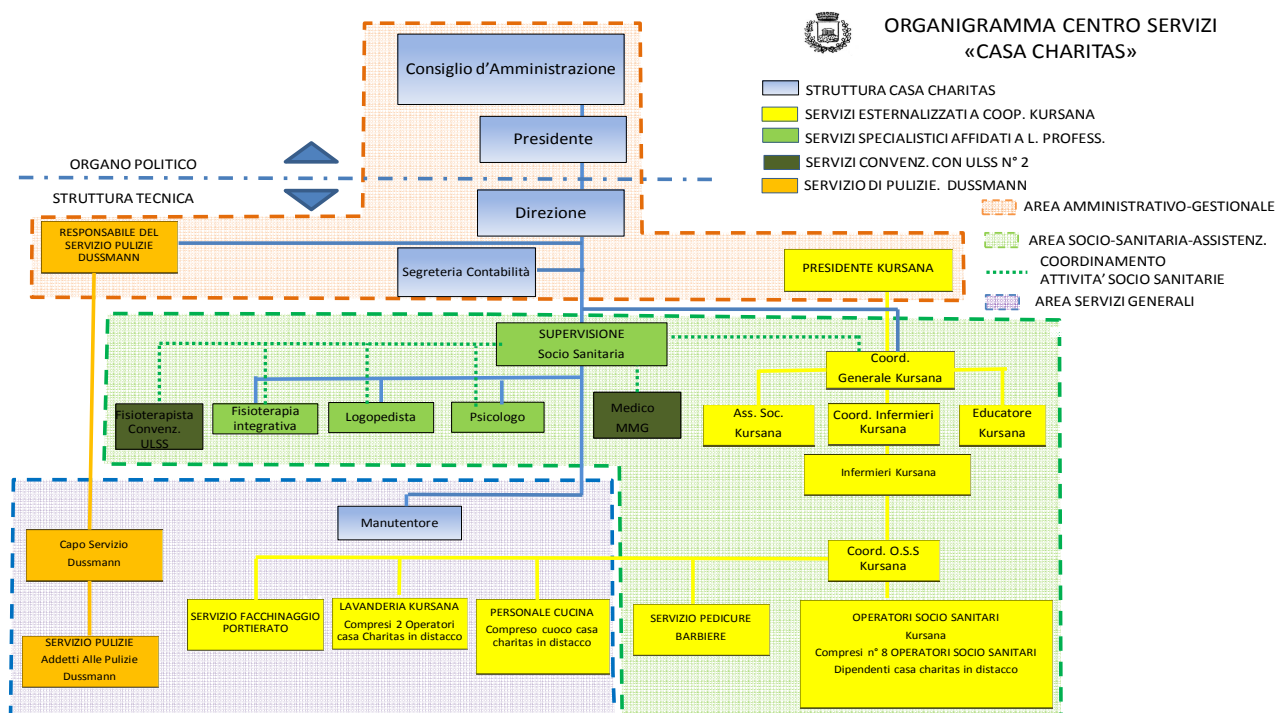 ORGANIGRAMMA CENTRO SERVIZI
«CASA CHARITAS»
STRUTTURA CASA CHARITAS
SERVIZI ESTERNALIZZATI A COOP. KURSANA
SERVIZI SPECIALISTICI AFFIDATI A L. PROFESS.
SERVIZI CONVENZ. CON ULSS N° 2
SERVIZIO DI PULIZIE. DUSSMANN
AREA AMMINISTRATIVO-GESTIONALE
AREA SOCIO-SANITARIA-ASSISTENZ.
COORDINAMENTO
ATTIVITA' SOCIO SANITARIE
AREA SERVIZI GENERALI
Consiglio d'Amministrazione
Presidente
ORGANO POLITICO
STRUTTURA TECNICA
Direzione
RESPONSABILE DEL
SERVIZIO PULIZIE
DUSSMANN
Segreteria Contabilità
PRESIDENTE KURSANA
SUPERVISIONE
Socio Sanitaria
Coord.
Generale Kursana
Fisioterapista
Convenz.
ULSS
Fisioterapia
integrativa
Logopedista
Psicologo
Medico
MMG
Ass. Soc.
Kursana
Coord. Infermieri
Kursana
Educatore
Kursana
Infermieri Kursana
Manutentore
Capo Servizio
Dussmann
Coord. O.S.S
Kursana
SERVIZIO FACCHINAGGIO
PORTIERATO
LAVANDERIA KURSANA
Compresi 2 Operatori
casa Charitas in distacco
PERSONALE CUCINA
Compreso cuoco casa
charitas in distacco
SERVIZIO PEDICURE
BARBIERE
OPERATORI SOCIO SANITARI
Kursana
Compresi n° 8 OPERATORI SOCIO SANITARI
Dipendenti casa charitas in distacco
SERVIZIO PULIZIE
Addetti Alle Pulizie
Dussmann